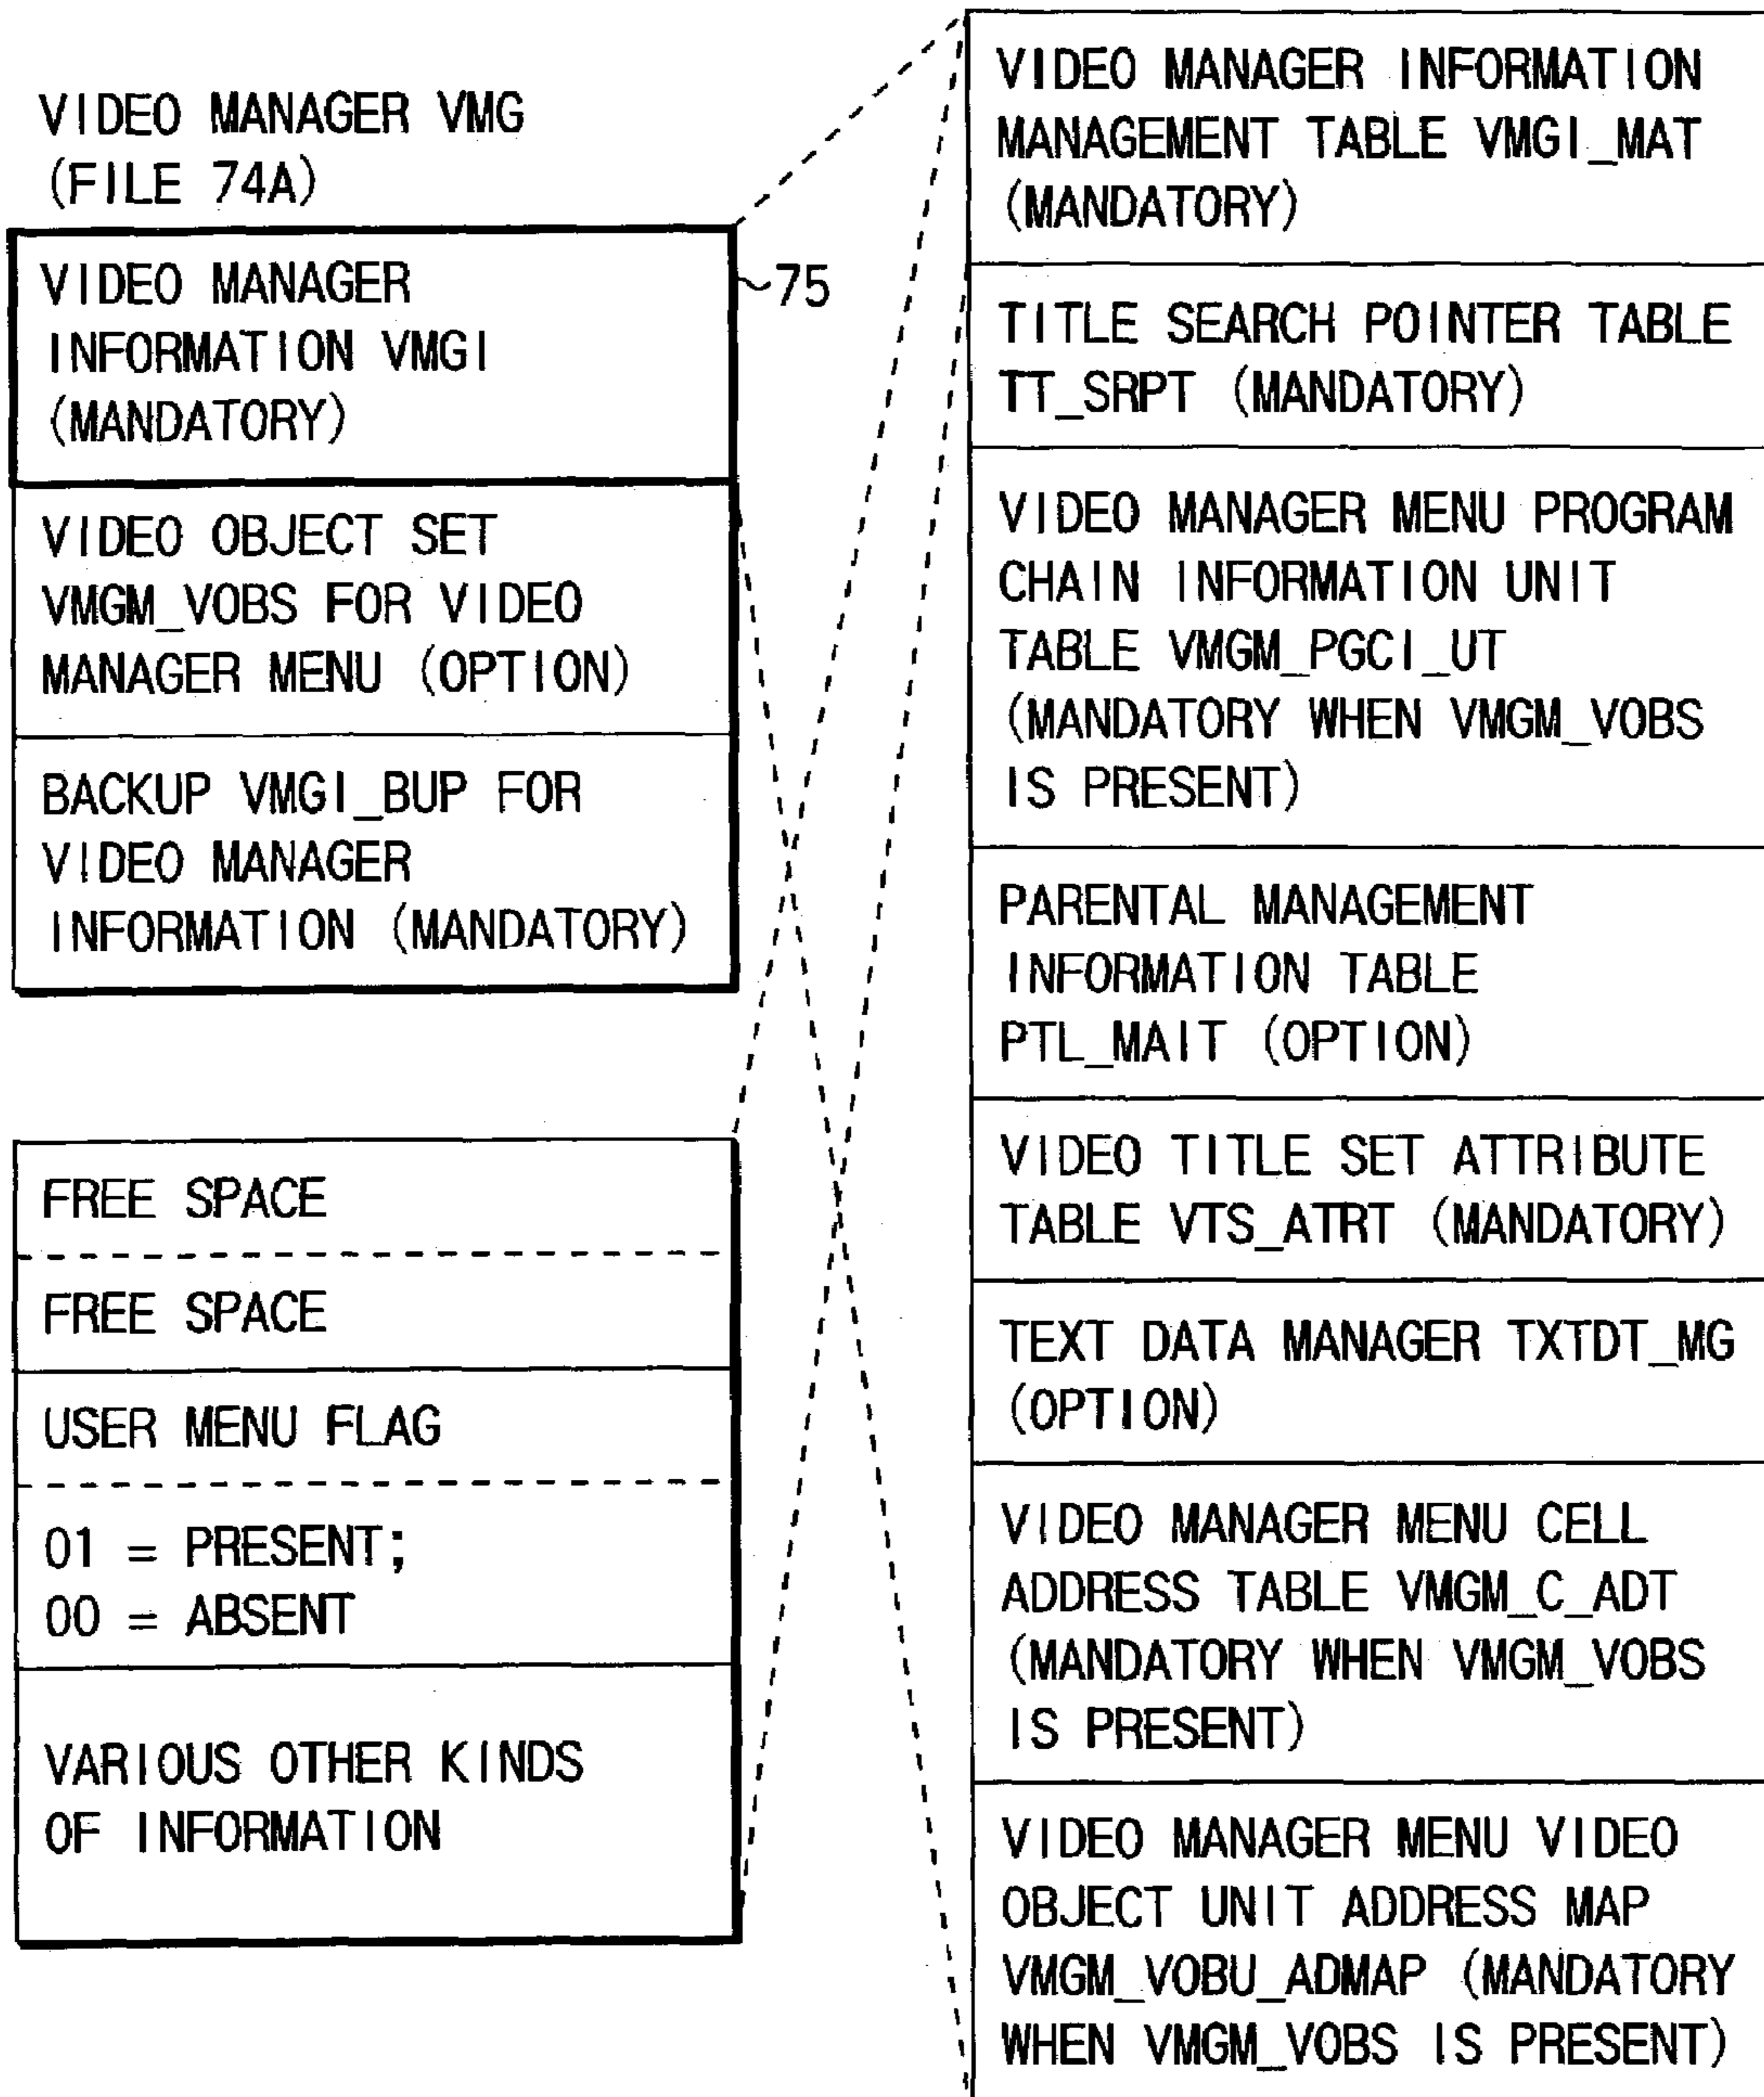 VIDEO MANAGER VMG
(FILE 74A)
VIDEO MANAGER
INFORMATION VMGI
(MANDATORY)
75
VIDEO OBJECT SET
VMGM_VOBS FOR VIDEO
MANAGER MENU (OPTION)
BACKUP VMGI_BUP FOR
VIDEO MANAGER
INFORMATION (MANDATORY)
FREE SPACE
FREE SPACE
USER MENU FLAG
01 = PRESENT;
00 = ABSENT
VARIOUS OTHER KINDS
OF INFORMATION
VIDEO MANAGER INFORMATION
MANAGEMENT TABLE VMGI_MAT
(MANDATORY)
TITLE SEARCH POINTER TABLE
TT_SRPT (MANDATORY)
VIDEO MANAGER MENU PROGRAM
CHAIN INFORMATION UNIT
TABLE VMGM_PGCI_UT
(MANDATORY WHEN VMGM_VOBS
IS PRESENT)
PARENTAL MANAGEMENT
INFORMATION TABLE
PTL_MAIT (OPTION)
VIDEO TITLE SET ATTRIBUTE
TABLE VTS_ATRT (MANDATORY)
TEXT DATA MANAGER TXTDT_MG
(OPTION)
VIDEO MANAGER MENU CELL
ADDRESS TABLE VMGM_C_ADT
(MANDATORY WHEN VMGM_VOBS
IS PRESENT)
VIDEO MANAGER MENU VIDEO
OBJECT UNIT ADDRESS MAP
VMGM_VOBU_ADMAP (MANDATORY
WHEN VMGM_VOBS IS PRESENT)